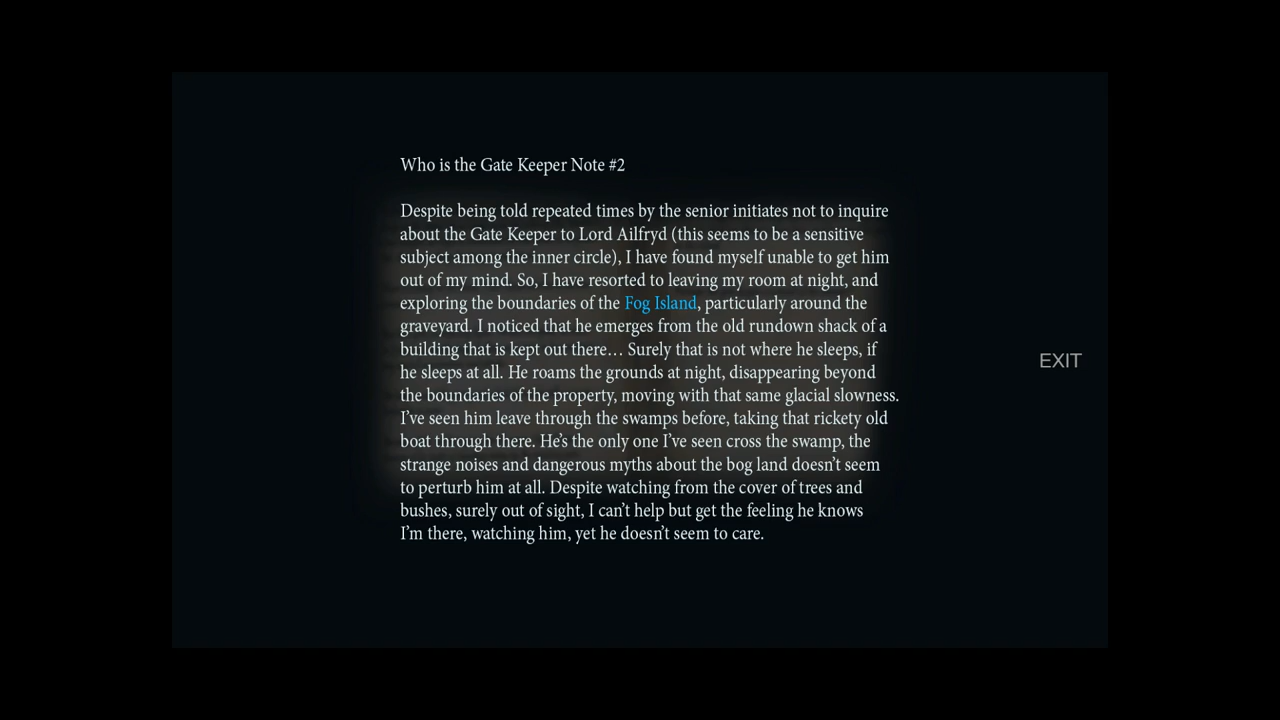 Who is the Gate Keeper Note #2
Despite being told repeated times by the senior initiates not to inquire
about the Gate Keeper to Lord Ailfryd (this seems to be a sensitive
subject among the inner circle), I have found myself unable to get him
out of my mind. So, I have resorted to leaving my room at night, and
exploring the boundaries of the Fog Island, particularly around the
graveyard. I noticed that he emerges from the old rundown shack of a
building that is kept out there… Surely that is not where he sleeps, if
he sleeps at all. He roams the grounds at night, disappearing beyond
the boundaries of the property, moving with that same glacial slowness.
I’ve seen him leave through the swamps before, taking that rickety old
boat through there. He’s the only one I’ve seen cross the swamp, the
strange noises and dangerous myths about the bog land doesn’t seem
to perturb him at all. Despite watching from the cover of trees and
bushes, surely out of sight, I can’t help but get the feeling he knows
I’m there, watching him, yet he doesn’t seem to care.
EXIT